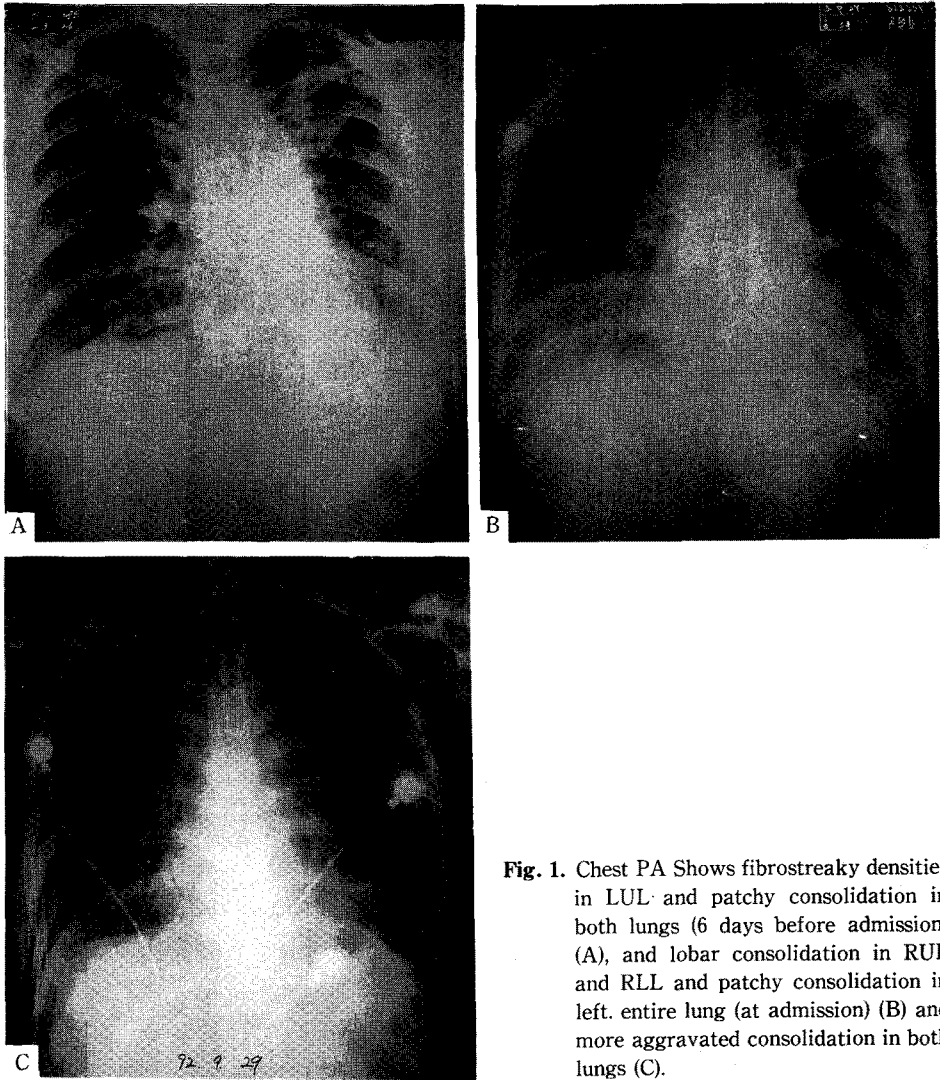 A
B
C
92. 9. 29
Fig. 1. Chest PA Shows fibrostreaky densitie
in LUL and patchy consolidation in
both lungs (6 days before admission
(A), and lobar consolidation in RUL
and RLL and patchy consolidation in
left. entire lung (at admission) (B) and
more aggravated consolidation in both
lungs (C).